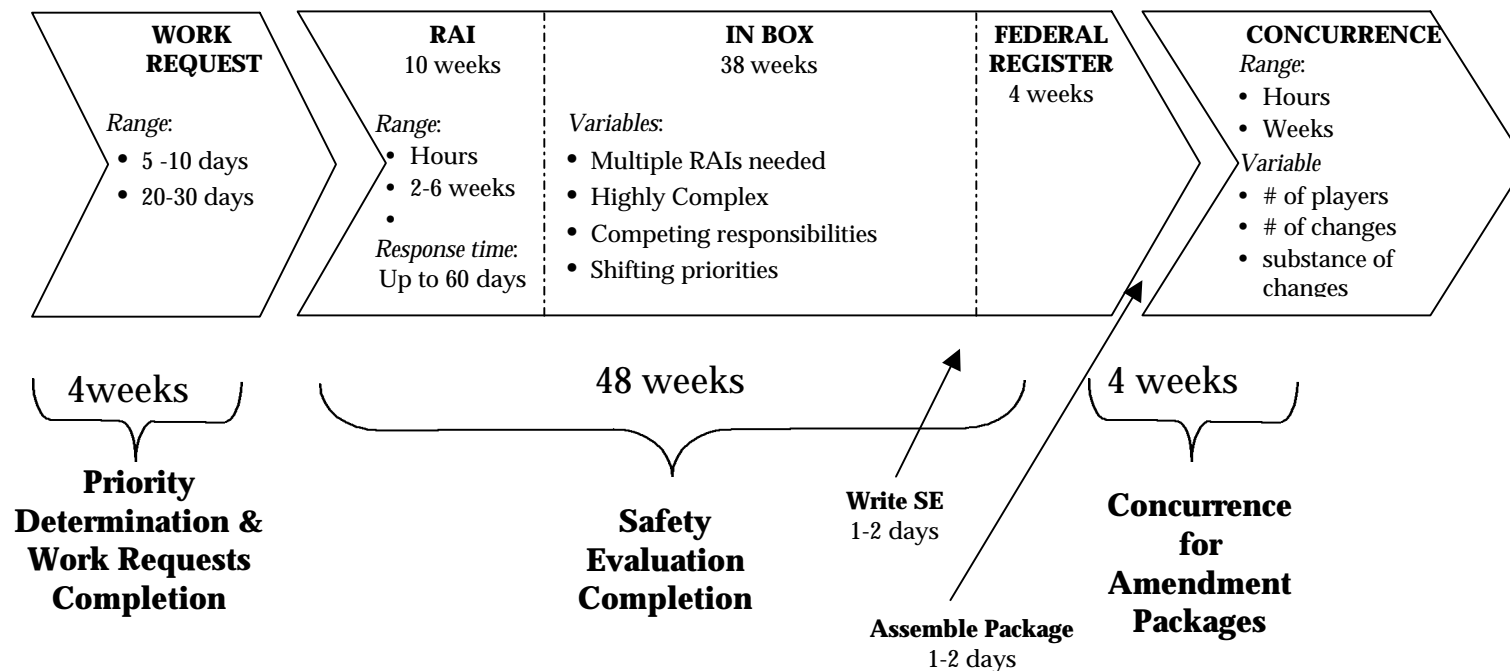 WORK
REQUEST
Range:
• 5 -10 days
• 20-30 days
RAI
10 weeks
Range:
• Hours
• 2-6 weeks
•
Response time:
Up to 60 days
IN BOX
38 weeks
Variables:
• Multiple RAIs needed
• Highly Complex
• Competing responsibilities
• Shifting priorities
FEDERAL
REGISTER
4 weeks
CONCURRENCE
Range:
• Hours
• Weeks
Variable
• # of players
• # of changes
• substance of
changes
4weeks
48 weeks
4 weeks
Priority
Determination &
Work Requests
Completion
Safety
Evaluation
Completion
Write SE
1-2 days
Assemble Package
1-2 days
Concurrence
for
Amendment
Packages